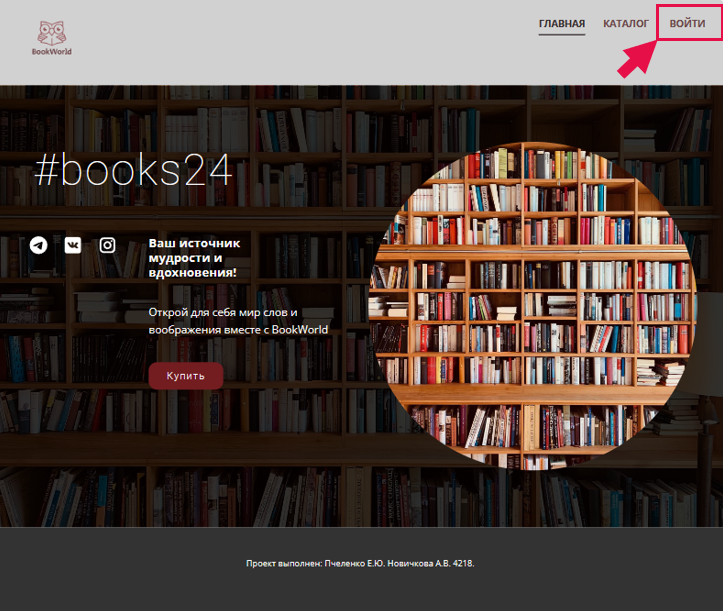 BookWorld
ГЛАВНАЯ КАТАЛОГ ВОЙТИ
#books24
Ваш источник
мудрости и
вдохновения!
Открой для себя мир слов и
воображения вместе с BookWorld
Купить
Проект выполнен: Пчеленко Е.Ю. Новичкова А.В. 4218.